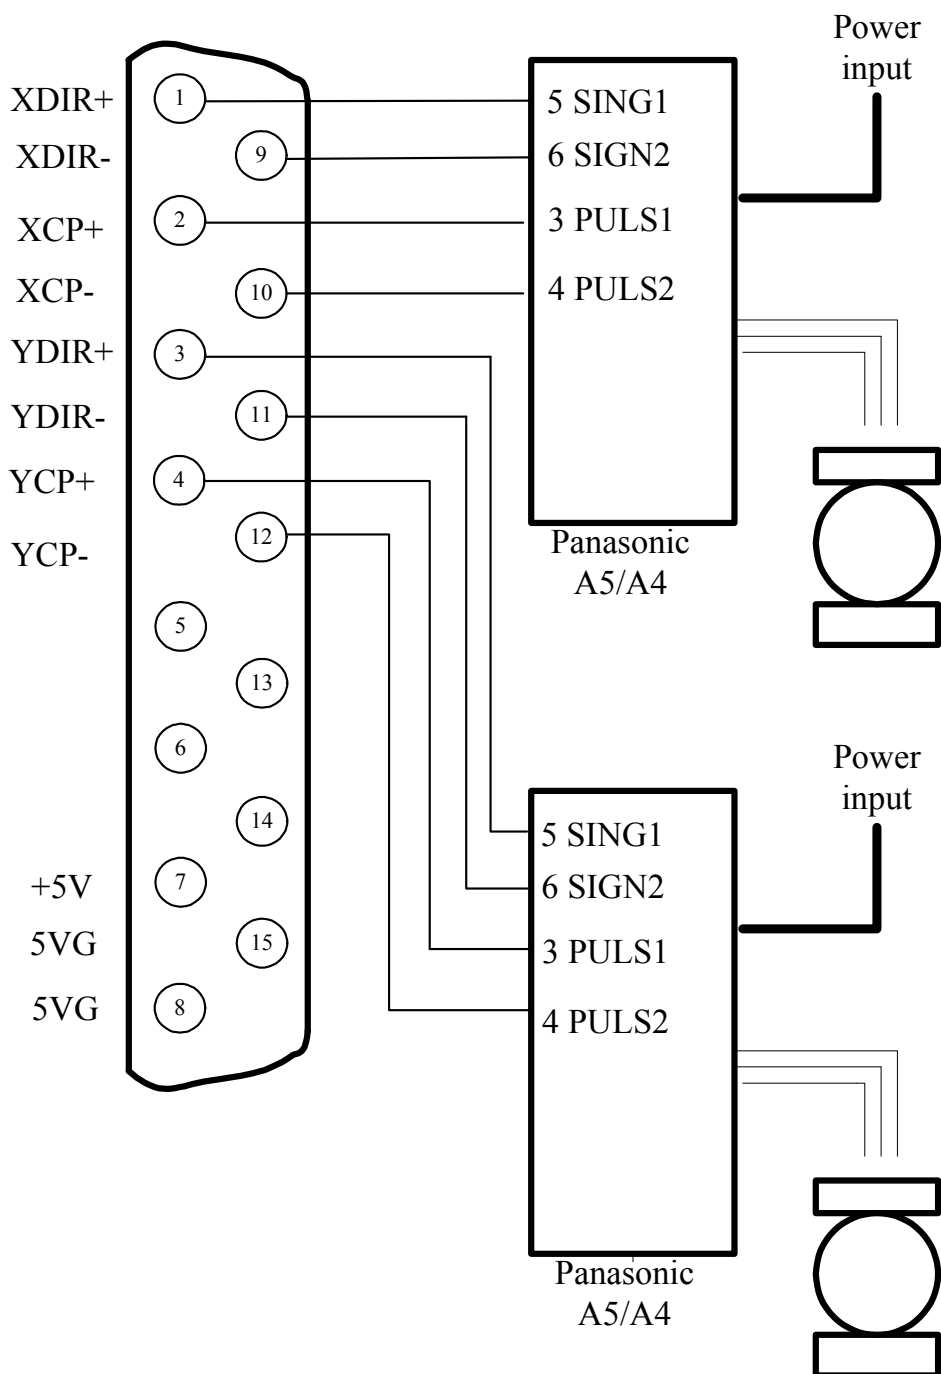 Power
input
XDIR+
1
5 SING1
XDIR-
9
6 SIGN2
XCP+
2
3 PULS1
XCP-
10
4 PULS2
YDIR+
3
YDIR-
11
YCP+
4
YCP-
12
Panasonic
A5/A4
5
13
6
Power
input
14
5 SING1
+5V
7
6 SIGN2
5VG
15
3 PULS1
5VG
8
4 PULS2
Panasonic
A5/A4